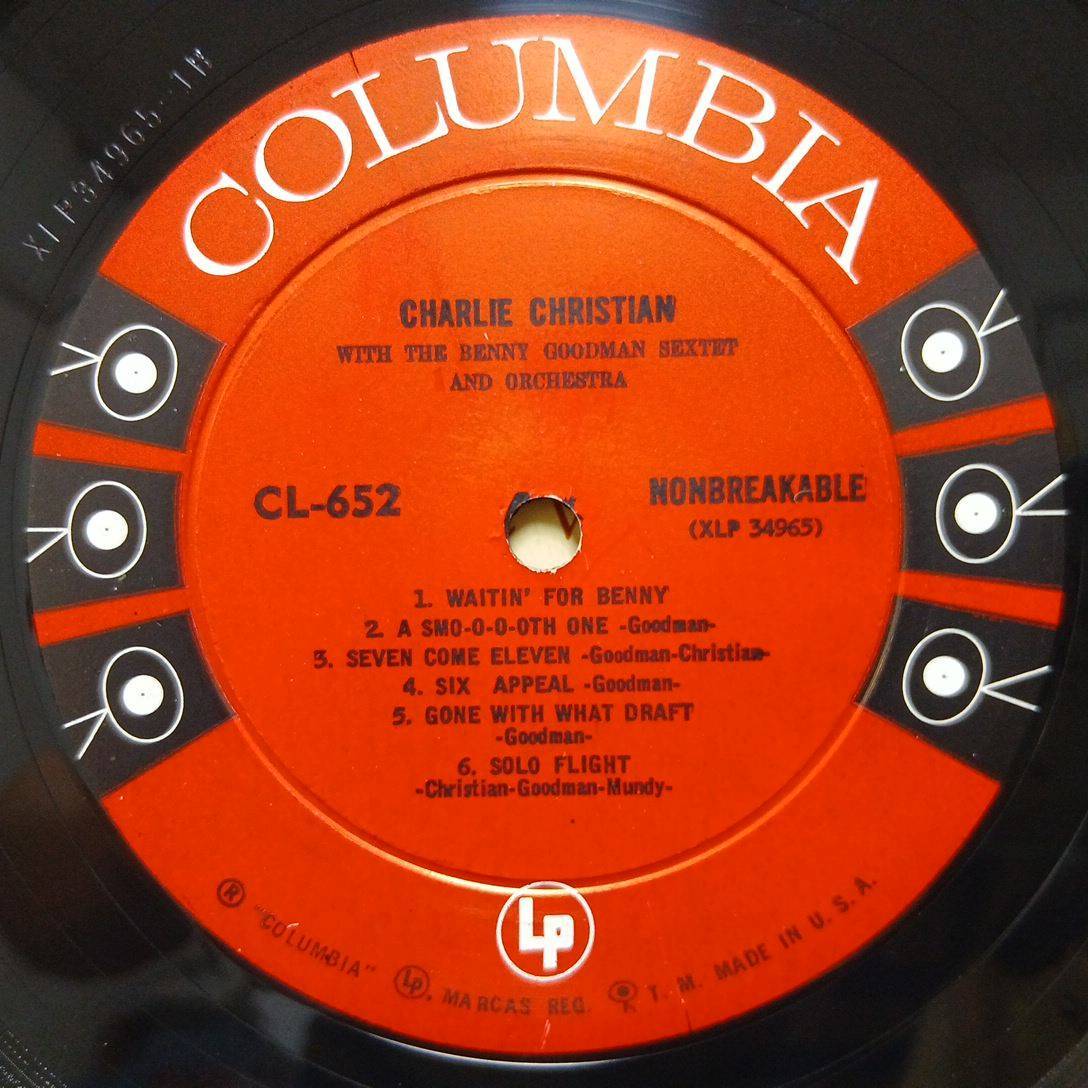 X1P34965-1B
COLUMBIA
CHARLIE CHRISTIAN
WITH THE BENNY GOODMAN SEXTET
AND ORCHESTRA
CL-652
NONBREAKABLE
(XLP 34965)
1. WAITIN' FOR BENNY
2. A SMO-O-O-OTH ONE -Goodman-
3. SEVEN COME ELEVEN -Goodman-Christian-
4. SIX APPEAL -Goodman-
5. GONE WITH WHAT DRAFT
-Goodman-
6. SOLO FLIGHT
-Christian-Goodman-Mundy-
LP
® "COLUMBIA" LP, MARCAS REG. T. M. MADE IN U. S. A.